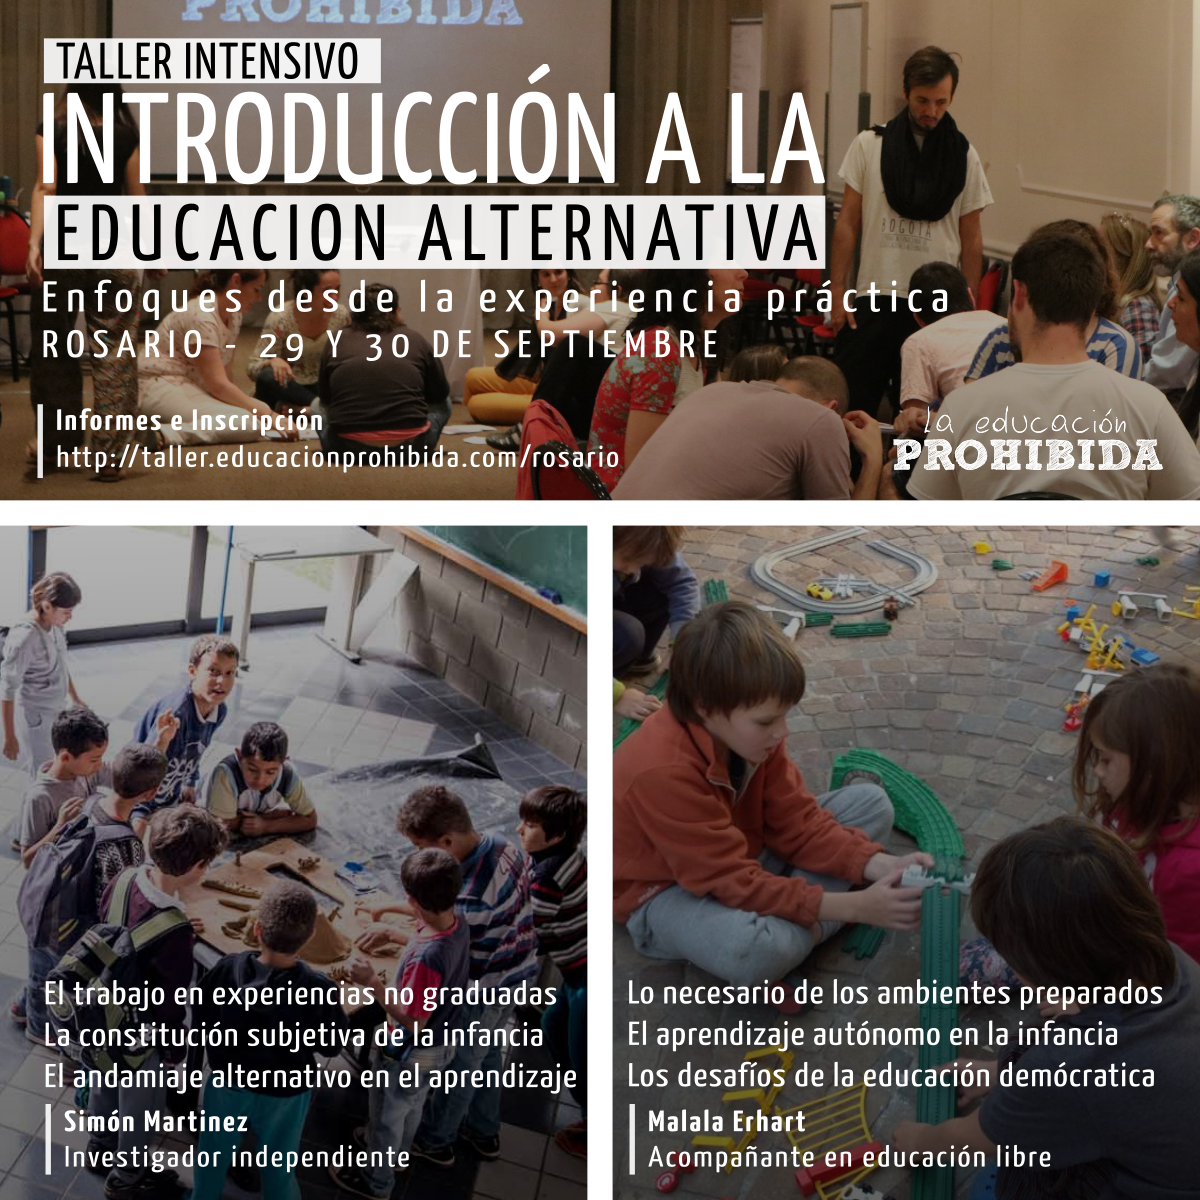 PROHIBIDA
TALLER INTENSIVO
INTRODUCCIÓN A LA
EDUCACION ALTERNATIVA
Enfoques desde la experiencia práctica
ROSARIO - 29 Y 30 DE SEPTIEMBRE
Informes e Inscripción
http://taller.educacionprohibida.com/rosario
BOGOTÁ
la educación
PROHIBIDA
El trabajo en experiencias no graduadas
La constitución subjetiva de la infancia
El andamiaje alternativo en el aprendizaje
Simón Martinez
Investigador independiente
Lo necesario de los ambientes preparados
El aprendizaje autónomo en la infancia
Los desafíos de la educación demócratica
Malala Erhart
Acompañante en educación libre